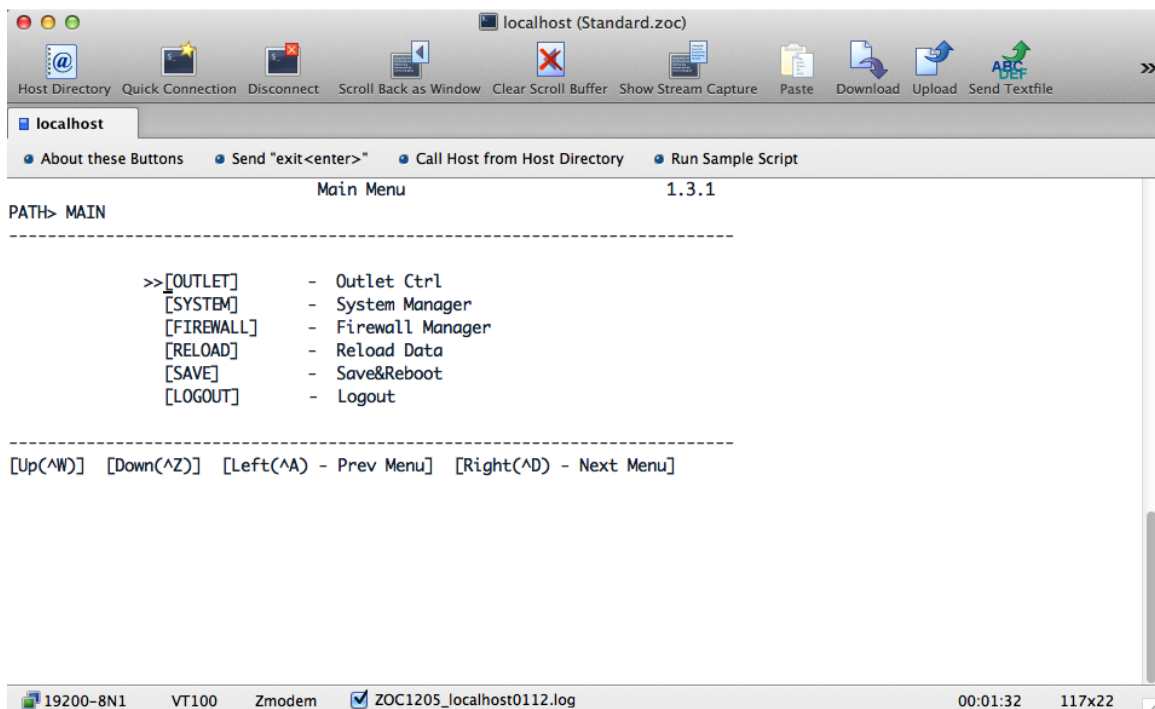 localhost (Standard.zoc)
Host Directory Quick Connection Disconnect Scroll Back as Window Clear Scroll Buffer Show Stream Capture Paste Download Upload Send Textfile
localhost
About these Buttons Send "exit<enter>" Call Host from Host Directory Run Sample Script
Main Menu 1.3.1
PATH> MAIN
---------------------------------------------------------------------------
>>[OUTLET] - Outlet Ctrl
[SYSTEM] - System Manager
[FIREWALL] - Firewall Manager
[RELOAD] - Reload Data
[SAVE] - Save&Reboot
[LOGOUT] - Logout
---------------------------------------------------------------------------
[Up(^W)] [Down(^Z)] [Left(^A) - Prev Menu] [Right(^D) - Next Menu]
19200-8N1 VT100 Zmodem ZOC1205_localhost0112.log 00:01:32 117x22